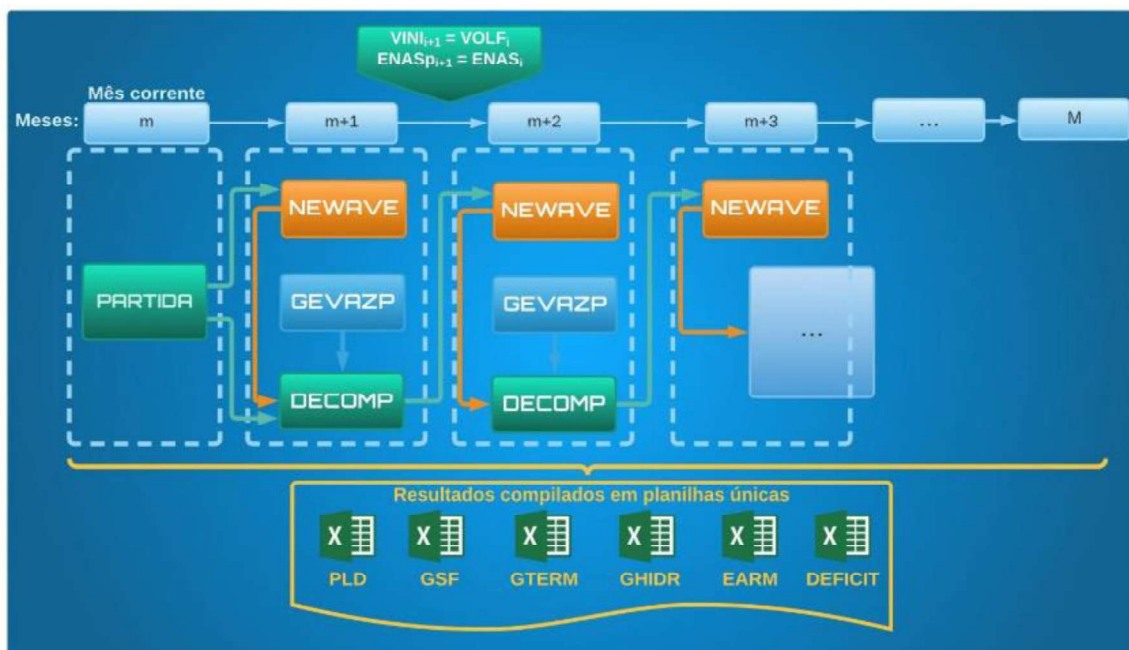 VINIi+1 = VOLFi
ENASpi+1 = ENASi
Mês corrente
Meses:
m
m+1
m+2
m+3
...
M
NEWAVE
NEWAVE
NEWAVE
PARTIDA
GEVAZP
GEVAZP
...
DECOMP
DECOMP
Resultados compilados em planilhas únicas
X
X
X
X
X
X
PLD
GSF
GTERM
GHIDR
EARM
DEFICIT